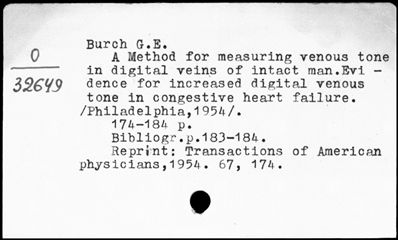 0
32649
Burch G.E.
A Method for measuring venous tone
in digital veins of intact man.Evi -
dence for increased digital venous
tone in congestive heart failure.
/Philadelphia,1954/.
174-184 p.
Bibliogr.p.183-184.
Reprint: Transactions of American
physicians,1954. 67, 174.